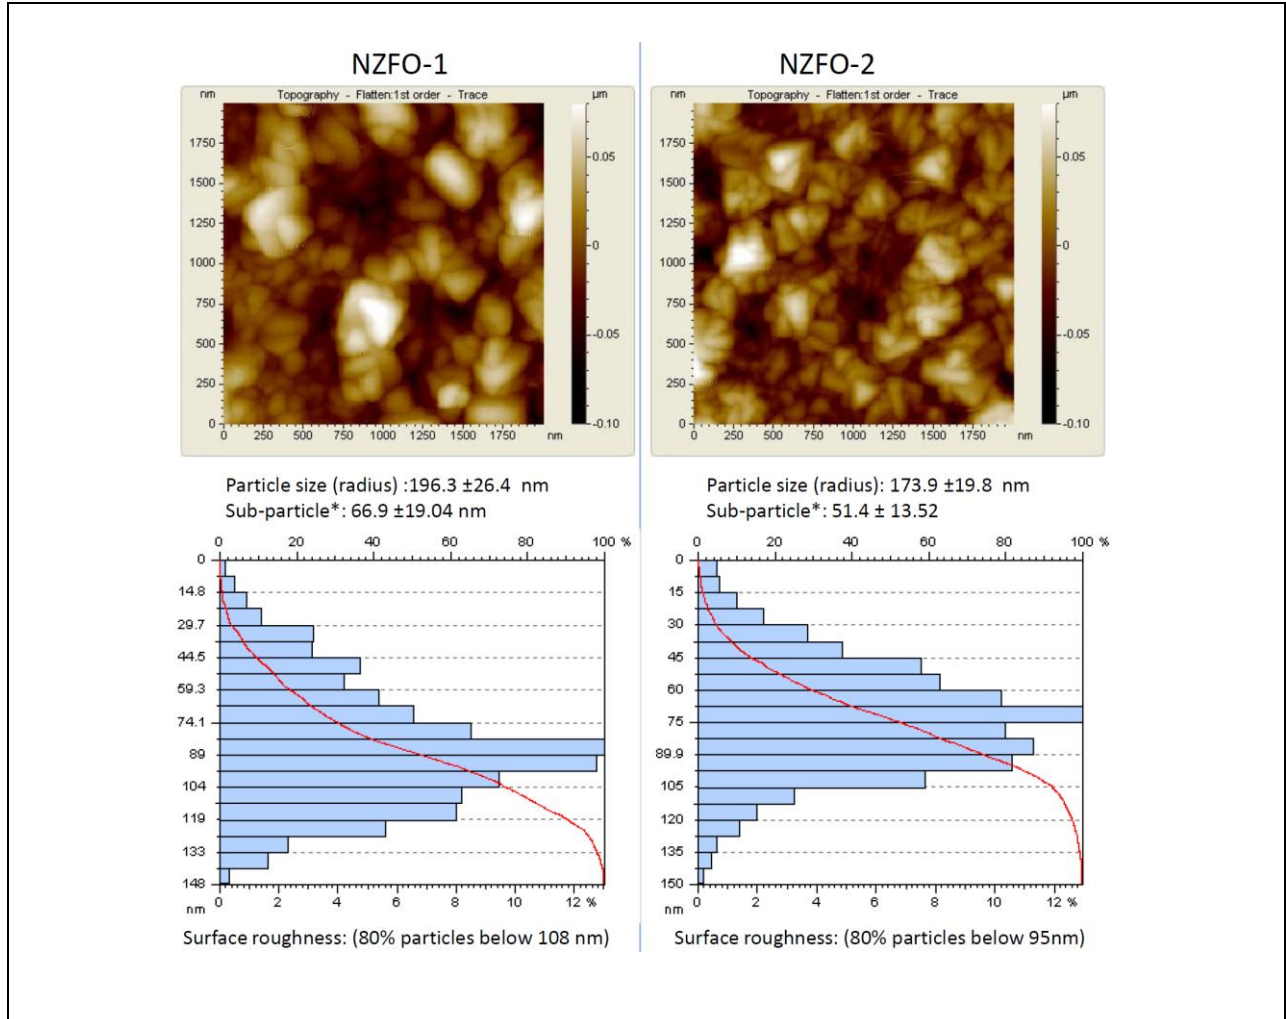 NZFO-1
nm Topography - Flatten:1st order - Trace µm
1750
1500
1250
1000
750
500
250
0
0.05
0
-0.05
-0.10
0 250 500 750 1000 1250 1500 1750 nm
Particle size (radius) :196.3 ±26.4 nm
Sub-particle*: 66.9 ±19.04 nm
0 20 40 60 80 100 %
0
14.8
29.7
44.5
59.3
74.1
89
104
119
133
148
nm
0 2 4 6 8 10 12 %
Surface roughness: (80% particles below 108 nm)
NZFO-2
nm Topography - Flatten:1st order - Trace µm
1750
1500
1250
1000
750
500
250
0
0.05
0
-0.05
-0.10
0 250 500 750 1000 1250 1500 1750 nm
Particle size (radius): 173.9 ±19.8 nm
Sub-particle*: 51.4 ± 13.52
0 20 40 60 80 100 %
0
15
30
45
60
75
89.9
105
120
135
150
nm
0 2 4 6 8 10 12 %
Surface roughness: (80% particles below 95nm)